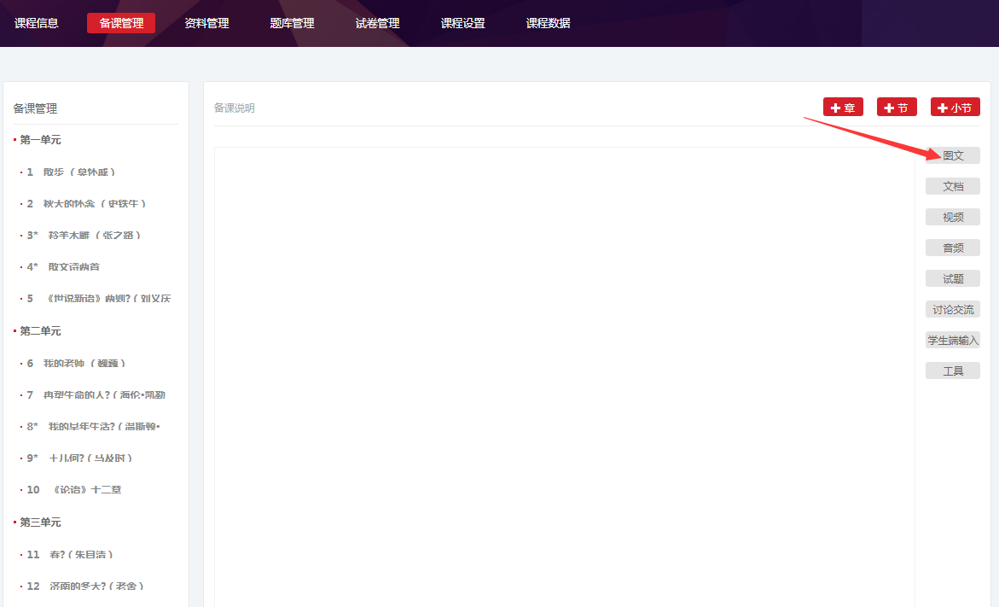 课程信息 备课管理 资料管理 题库管理 试卷管理 课程设置 课程数据
备课管理
第一单元
1 散步（莫怀戚）
2 秋天的怀念（史铁生）
3* 羚羊木雕（张之路）
4* 散文诗两首
5 《世说新语》两则?（刘义庆
第二单元
6 我的老师（魏巍）
7 再塑生命的人?（海伦•凯勒
8* 我的早年生活?（温斯顿•
9* 王几何?（马及时）
10 《论语》十二章
第三单元
11 春?（朱自清）
12 济南的冬天?（老舍）
备课说明
章 节 小节
图文
文档
视频
音频
试题
讨论交流
学生端输入
工具